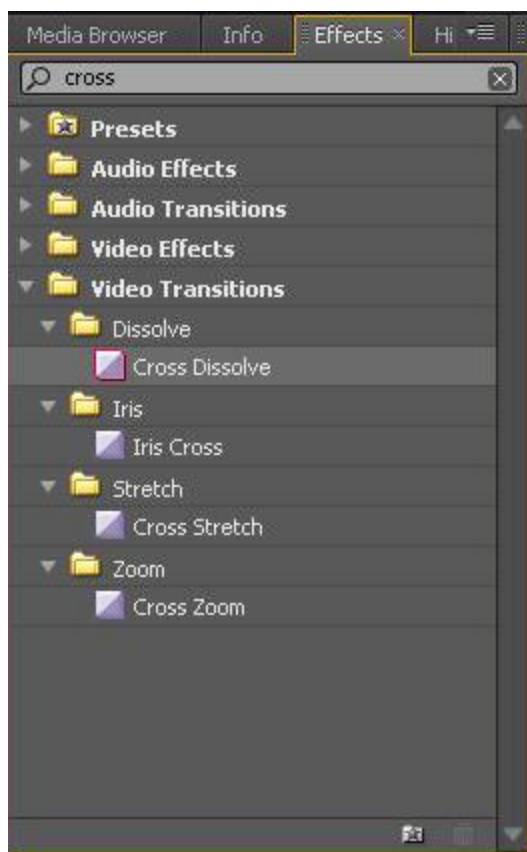 Media Browser Info Effects × Hi
cross
Presets
Audio Effects
Audio Transitions
Video Effects
Video Transitions
Dissolve
Cross Dissolve
Iris
Iris Cross
Stretch
Cross Stretch
Zoom
Cross Zoom